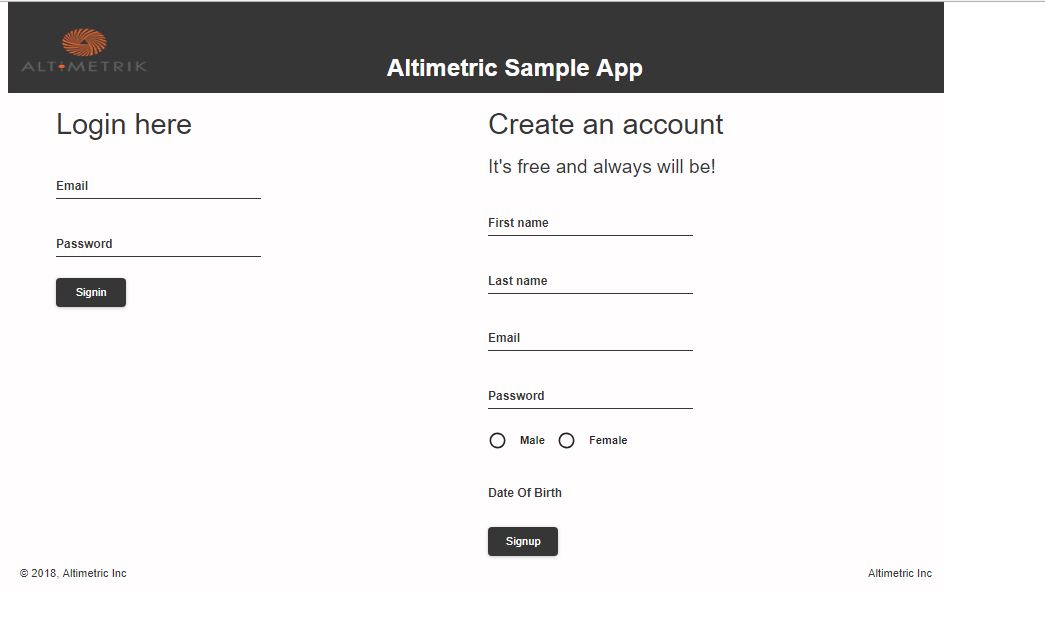 ALTIMETRIK
Altimetric Sample App
Login here
Email
Password
Signin
Create an account
It's free and always will be!
First name
Last name
Email
Password
Male Female
Date Of Birth
Signup
© 2018, Altimetric Inc
Altimetric Inc